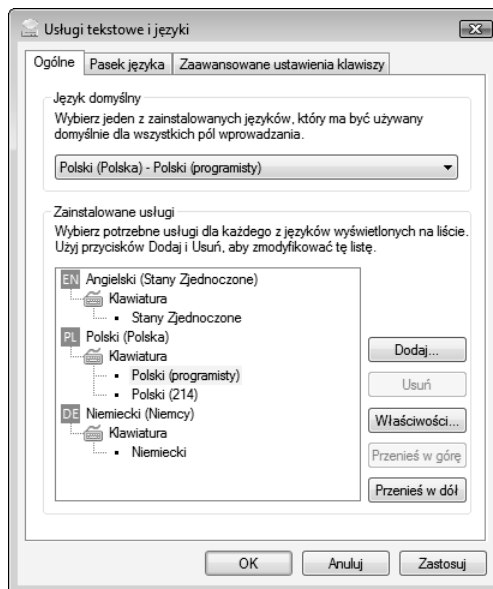 Usługi tekstowe i języki
Ogólne Pasek języka Zaawansowane ustawienia klawiszy
Język domyślny
Wybierz jeden z zainstalowanych języków, który ma być używany
domyślnie dla wszystkich pól wprowadzania.
Polski (Polska) - Polski (programisty)
Zainstalowane usługi
Wybierz potrzebne usługi dla każdego z języków wyświetlonych na liście.
Użyj przycisków Dodaj i Usuń, aby zmodyfikować tę listę.
EN Angielski (Stany Zjednoczone)
Klawiatura
Stany Zjednoczone
PL Polski (Polska)
Klawiatura
Polski (programisty)
Polski (214)
DE Niemiecki (Niemcy)
Klawiatura
Niemiecki
Dodaj...
Usuń
Właściwości...
Przenieś w górę
Przenieś w dół
OK Anuluj Zastosuj